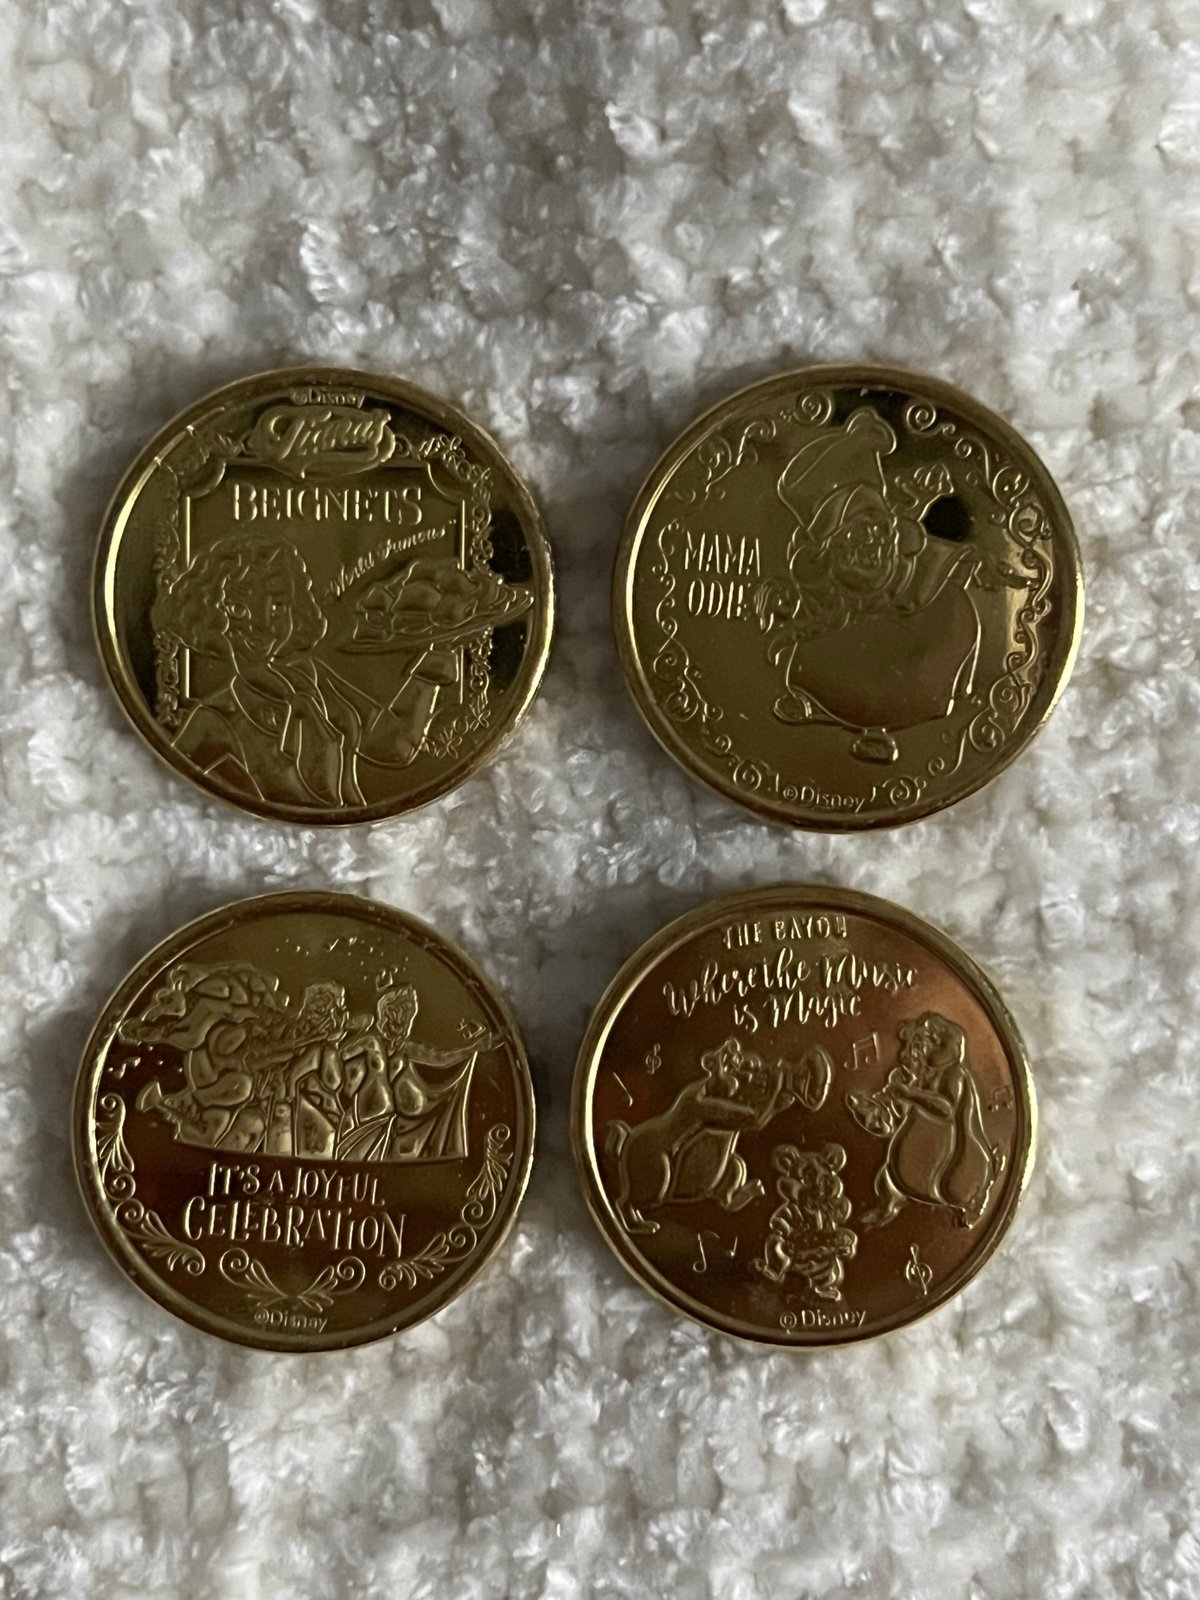 ©Disney
Tiana's
BEIGNETS
"World Famous"
MAMA
ODIE
©Disney
IT'S A JOYFUL
CELEBRATION
©Disney
THE BAYOU
Where the Music
is Magic
©Disney